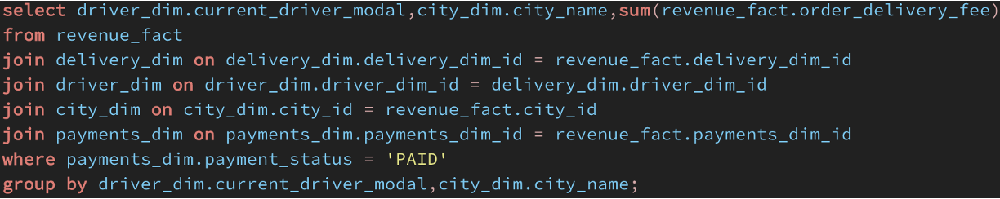 select driver_dim.current_driver_modal,city_dim.city_name,sum(revenue_fact.order_delivery_fee)
from revenue_fact
join delivery_dim on delivery_dim.delivery_dim_id = revenue_fact.delivery_dim_id
join driver_dim on driver_dim.driver_dim_id = delivery_dim.driver_dim_id
join city_dim on city_dim.city_id = revenue_fact.city_id
join payments_dim on payments_dim.payments_dim_id = revenue_fact.payments_dim_id
where payments_dim.payment_status = 'PAID'
group by driver_dim.current_driver_modal,city_dim.city_name;